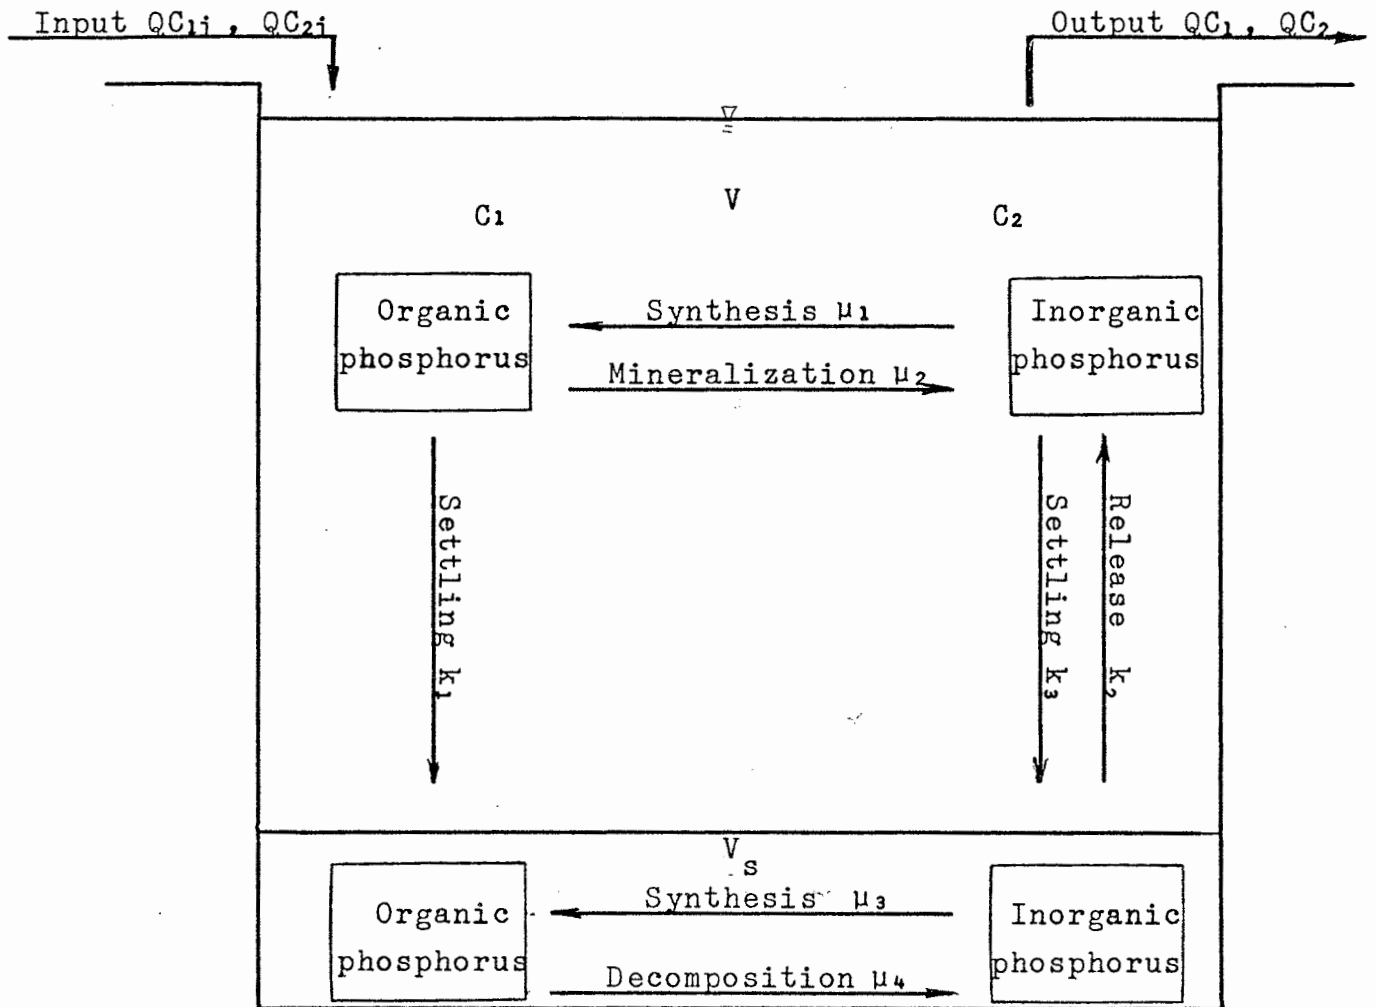 Input QC₁ᵢ , QC₂ᵢ
Output QC₁, QC₂
V
C₁
C₂
Organic
phosphorus
Synthesis μ₁
Mineralization μ₂
Inorganic
phosphorus
Settling k₁
Settling k₃
Release k₂
Vₛ
Organic
phosphorus
Synthesis μ₃
Decomposition μ₄
Inorganic
phosphorus